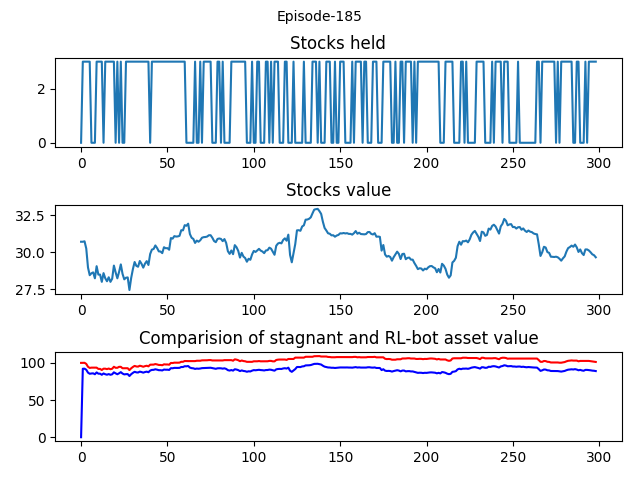 Episode-185
Stocks held
2
0
0 50 100 150 200 250 300
Stocks value
32.5
30.0
27.5
0 50 100 150 200 250 300
Comparision of stagnant and RL-bot asset value
100
50
0
0 50 100 150 200 250 300